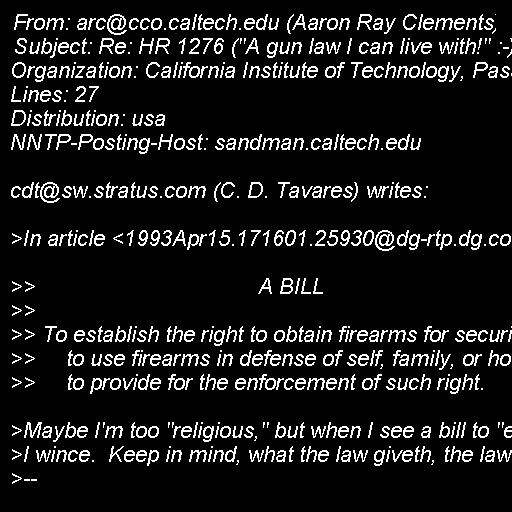 From: arc@cco.caltech.edu (Aaron Ray Clements)
Subject: Re: HR 1276 ("A gun law I can live with!" :-)
Organization: California Institute of Technology, Pas
Lines: 27
Distribution: usa
NNTP-Posting-Host: sandman.caltech.edu
cdt@sw.stratus.com (C. D. Tavares) writes:
>In article <1993Apr15.171601.25930@dg-rtp.dg.co
>> A BILL
>>
>> To establish the right to obtain firearms for securi
>> to use firearms in defense of self, family, or ho
>> to provide for the enforcement of such right.
>Maybe I'm too "religious," but when I see a bill to "e
>I wince. Keep in mind, what the law giveth, the law
>--